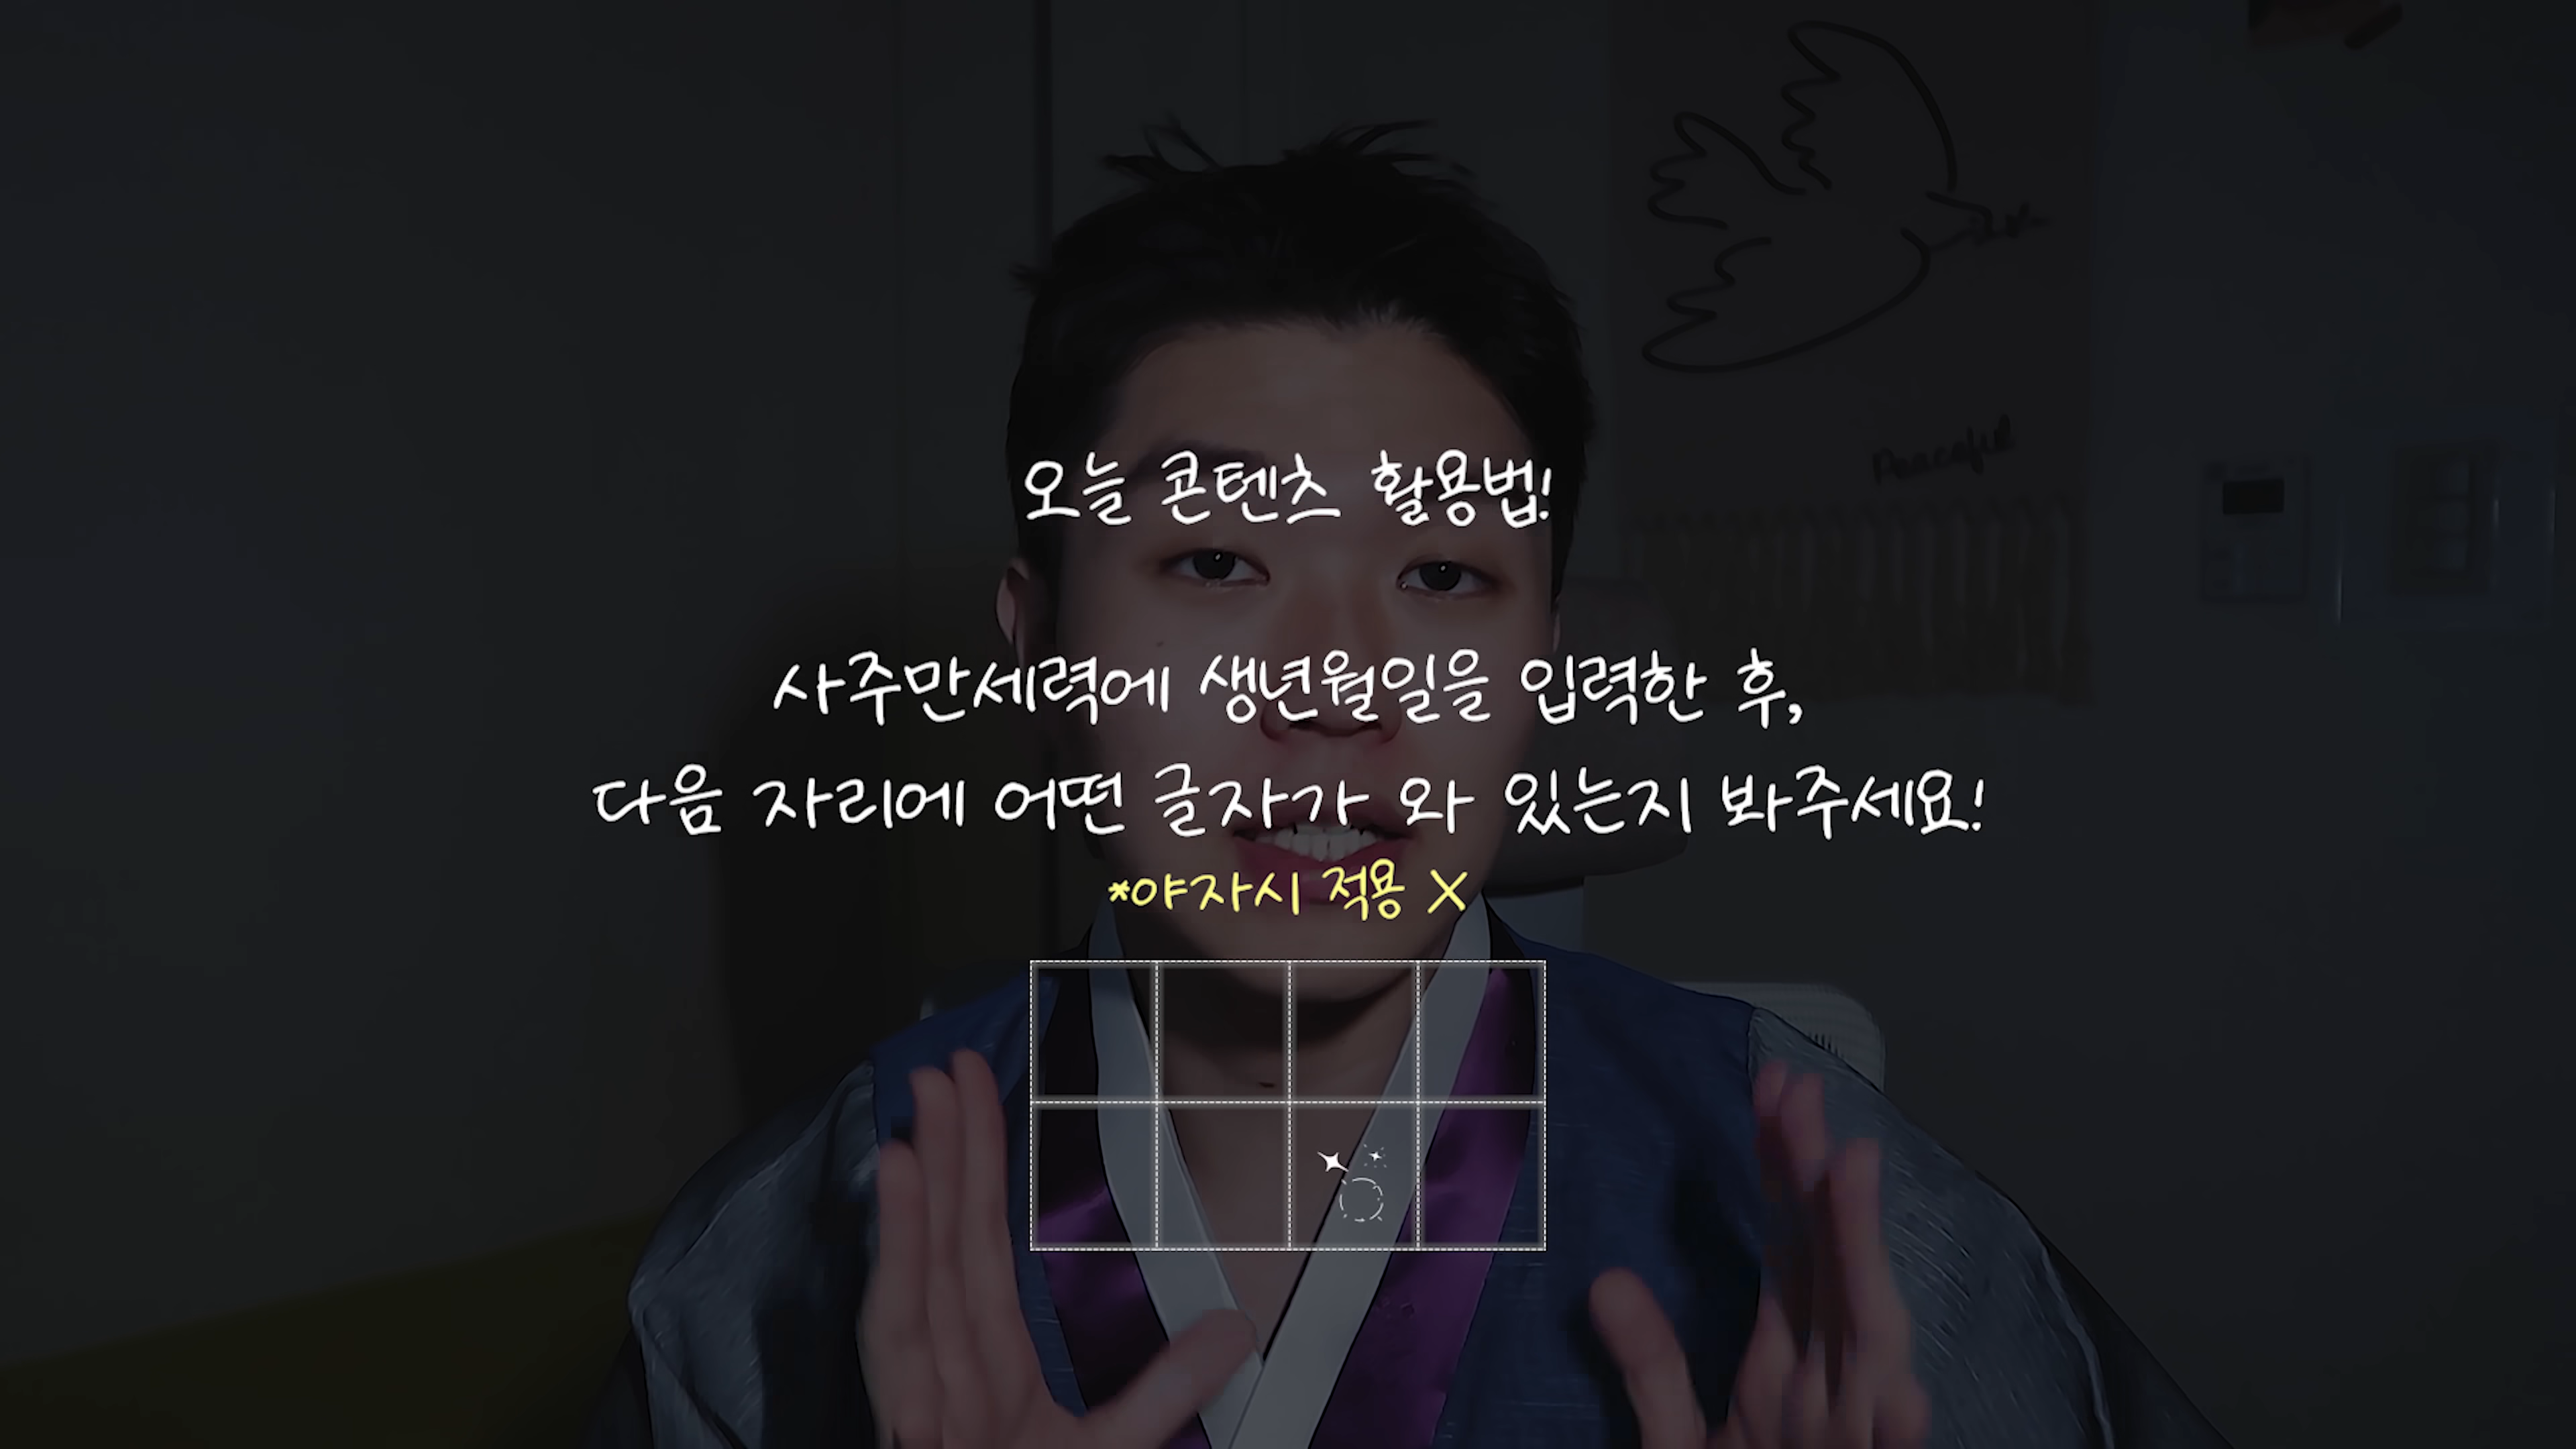 Peaceful
오늘 콘텐츠 활용법!
사주만세력에 생년월일을 입력한 후,
다음 자리에 어떤 글자가 와 있는지 봐주세요!
*야자시 적용 X